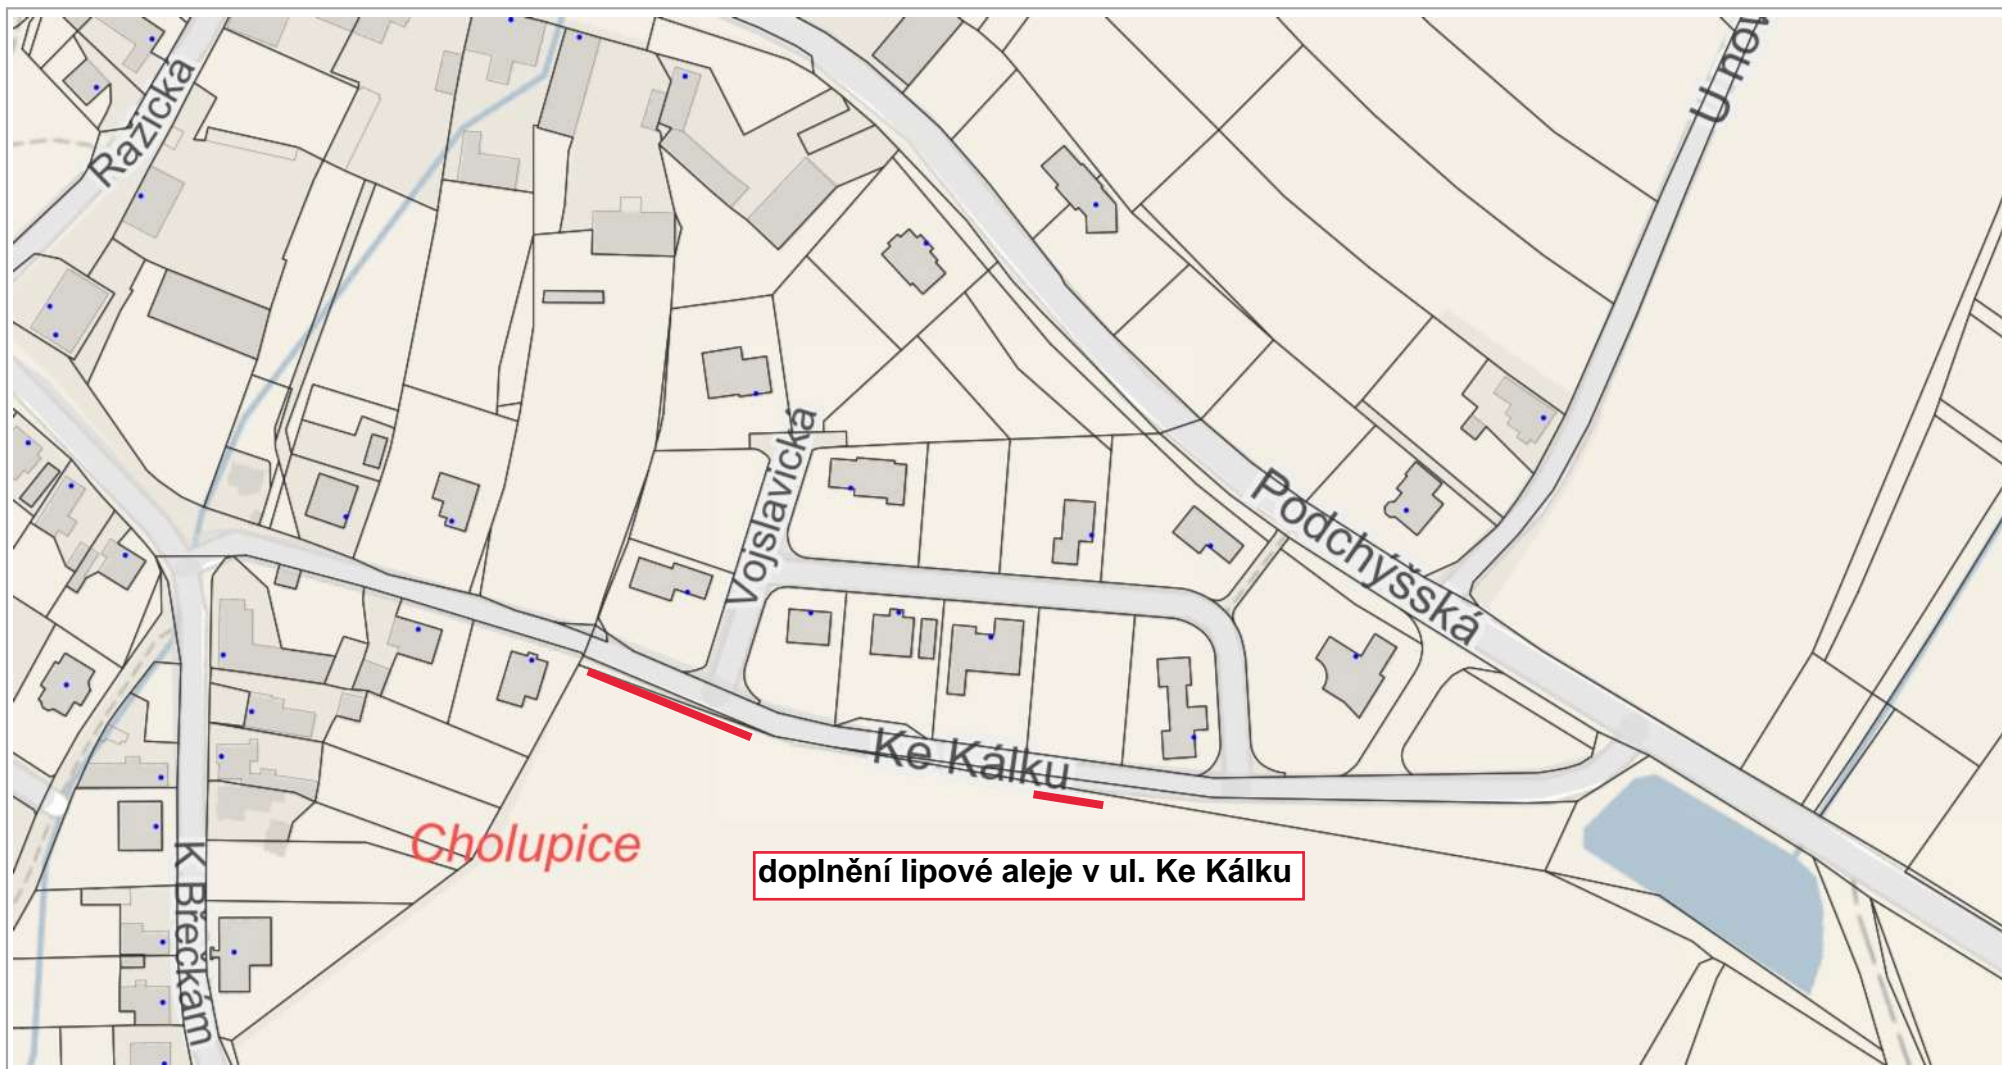 Ražická
U nov
Vojslavická
Podchýšská
Ke Kálku
Cholupice
doplnění lipové aleje v ul. Ke Kálku
K Břečkám